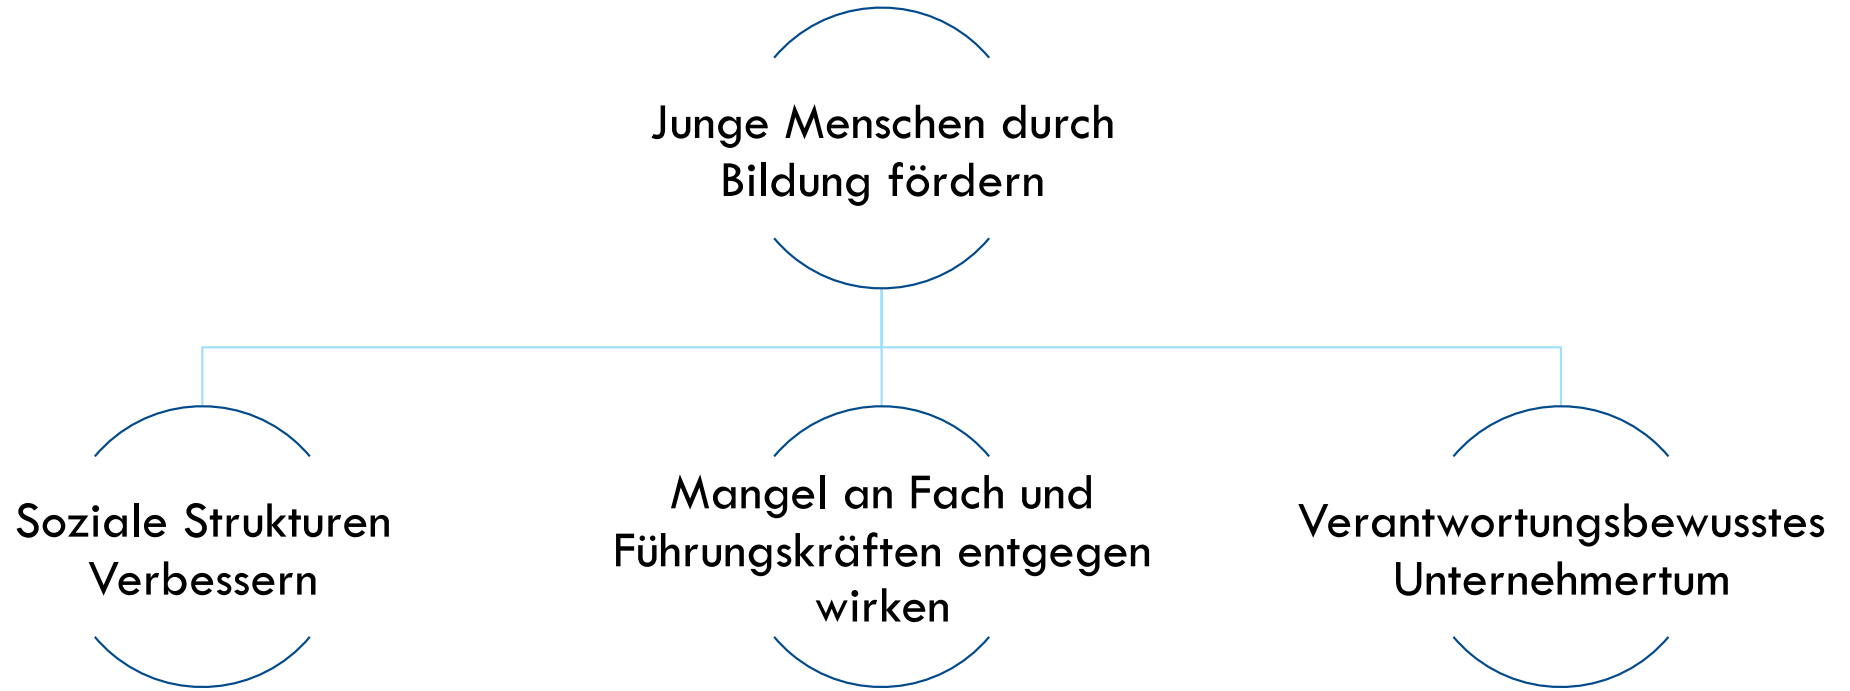 Junge Menschen durch
Bildung fördern
Soziale Strukturen
Verbessern
Mangel an Fach und
Führungskräften entgegen
wirken
Verantwortungsbewusstes
Unternehmertum